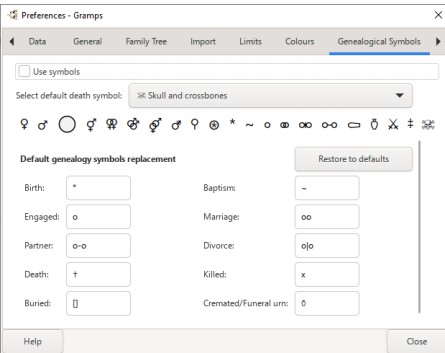 Preferences - Gramps
Data General Family Tree Import Limits Colours Genealogical Symbols
Use symbols
Select default death symbol: ☠ Skull and crossbones
♀ ♂ ◯ ⚥ ⚢ ⚣ ⚤ ⚦ ⚲ ⊛ * ~ ⚬ ⚭ ⚮ ⚯ ⚰ ⚱ ⚔ ‡ ☠
Default genealogy symbols replacement Restore to defaults
Birth: * Baptism: ~
Engaged: o Marriage: oo
Partner: o-o Divorce: o|o
Death: † Killed: x
Buried: [] Cremated/Funeral urn: ô
Help Close